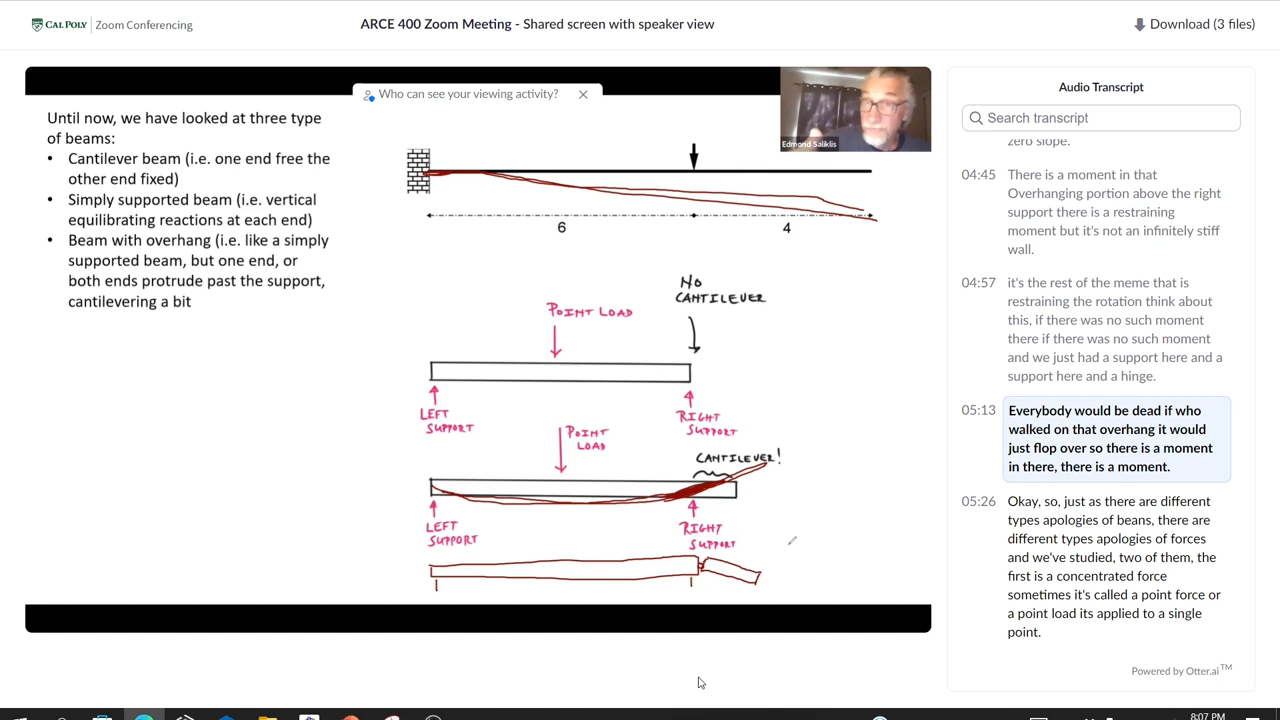 CAL POLY | Zoom Conferencing
ARCE 400 Zoom Meeting - Shared screen with speaker view
Download (3 files)
Who can see your viewing activity?
Until now, we have looked at three type
of beams:
• Cantilever beam (i.e. one end free the
other end fixed)
• Simply supported beam (i.e. vertical
equilibrating reactions at each end)
• Beam with overhang (i.e. like a simply
supported beam, but one end, or
both ends protrude past the support,
cantilevering a bit
Edmond Saliklis
6
4
NO
CANTILEVER
POINT LOAD
LEFT
SUPPORT
RIGHT
SUPPORT
POINT
LOAD
CANTILEVER!
LEFT
SUPPORT
RIGHT
SUPPORT
Audio Transcript
Search transcript
zero slope.
04:45 There is a moment in that
Overhanging portion above the right
support there is a restraining
moment but it's not an infinitely stiff
wall.
04:57 it's the rest of the meme that is
restraining the rotation think about
this, if there was no such moment
there if there was no such moment
and we just had a support here and a
support here and a hinge.
05:13 Everybody would be dead if who
walked on that overhang it would
just flop over so there is a moment
in there, there is a moment.
05:26 Okay, so, just as there are different
types apologies of beans, there are
different types apologies of forces
and we've studied, two of them, the
first is a concentrated force
sometimes it's called a point force or
a point load its applied to a single
point.
Powered by Otter.ai™
8:07 PM